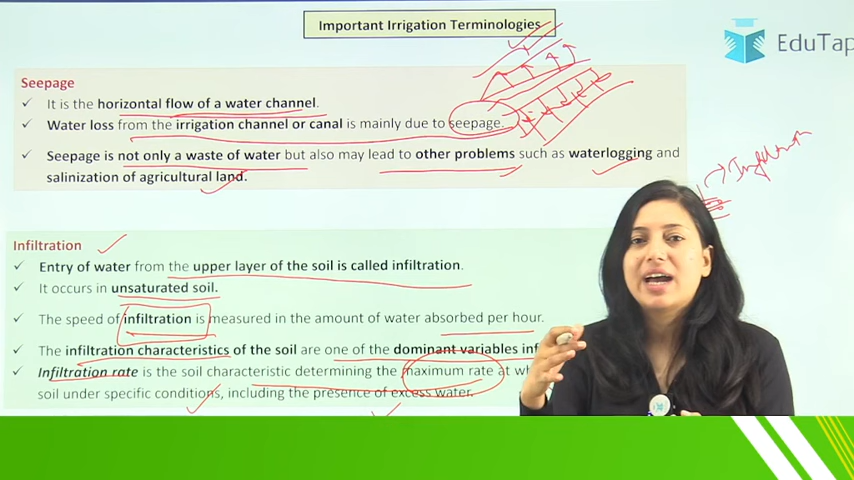 Important Irrigation Terminologies
EduTap
Seepage
✓ It is the horizontal flow of a water channel.
✓ Water loss from the irrigation channel or canal is mainly due to seepage.
✓ Seepage is not only a waste of water but also may lead to other problems such as waterlogging and
salinization of agricultural land.
Infiltration
Infiltration
✓ Entry of water from the upper layer of the soil is called infiltration.
✓ It occurs in unsaturated soil.
✓ The speed of infiltration is measured in the amount of water absorbed per hour.
✓ The infiltration characteristics of the soil are one of the dominant variables
✓ Infiltration rate is the soil characteristic determining the maximum rate at
soil under specific conditions, including the presence of excess water.